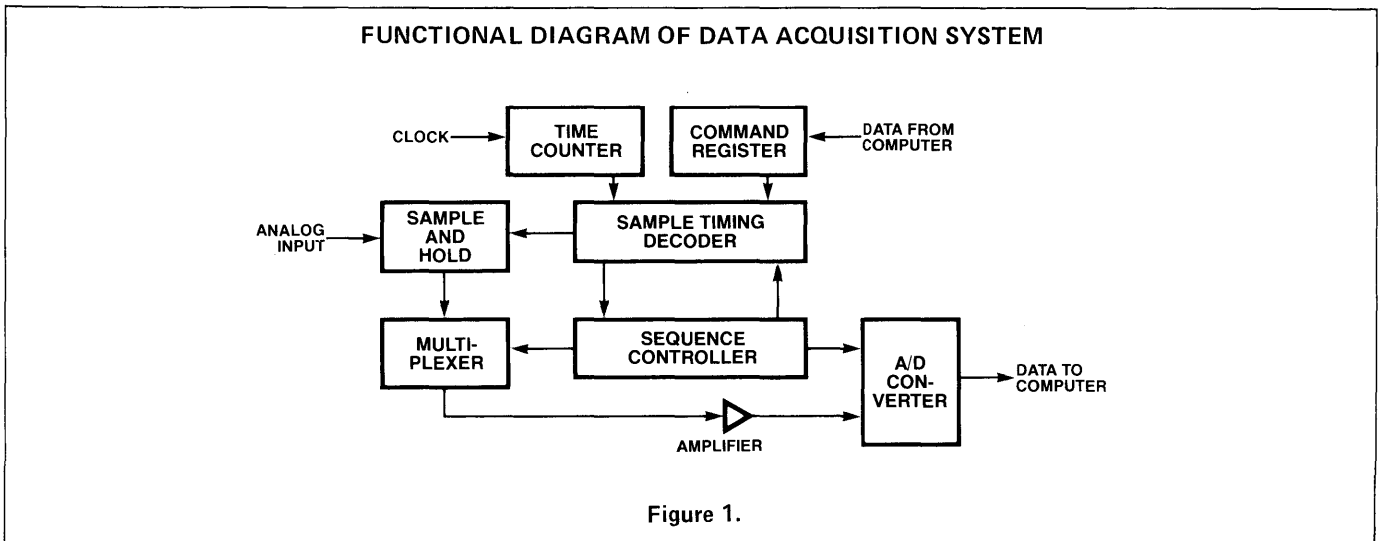 FUNCTIONAL DIAGRAM OF DATA ACQUISITION SYSTEM
CLOCK
TIME
COUNTER
COMMAND
REGISTER
DATA FROM
COMPUTER
ANALOG
INPUT
SAMPLE
AND
HOLD
SAMPLE TIMING
DECODER
MULTI-
PLEXER
SEQUENCE
CONTROLLER
A/D
CON-
VERTER
DATA TO
COMPUTER
AMPLIFIER
Figure 1.